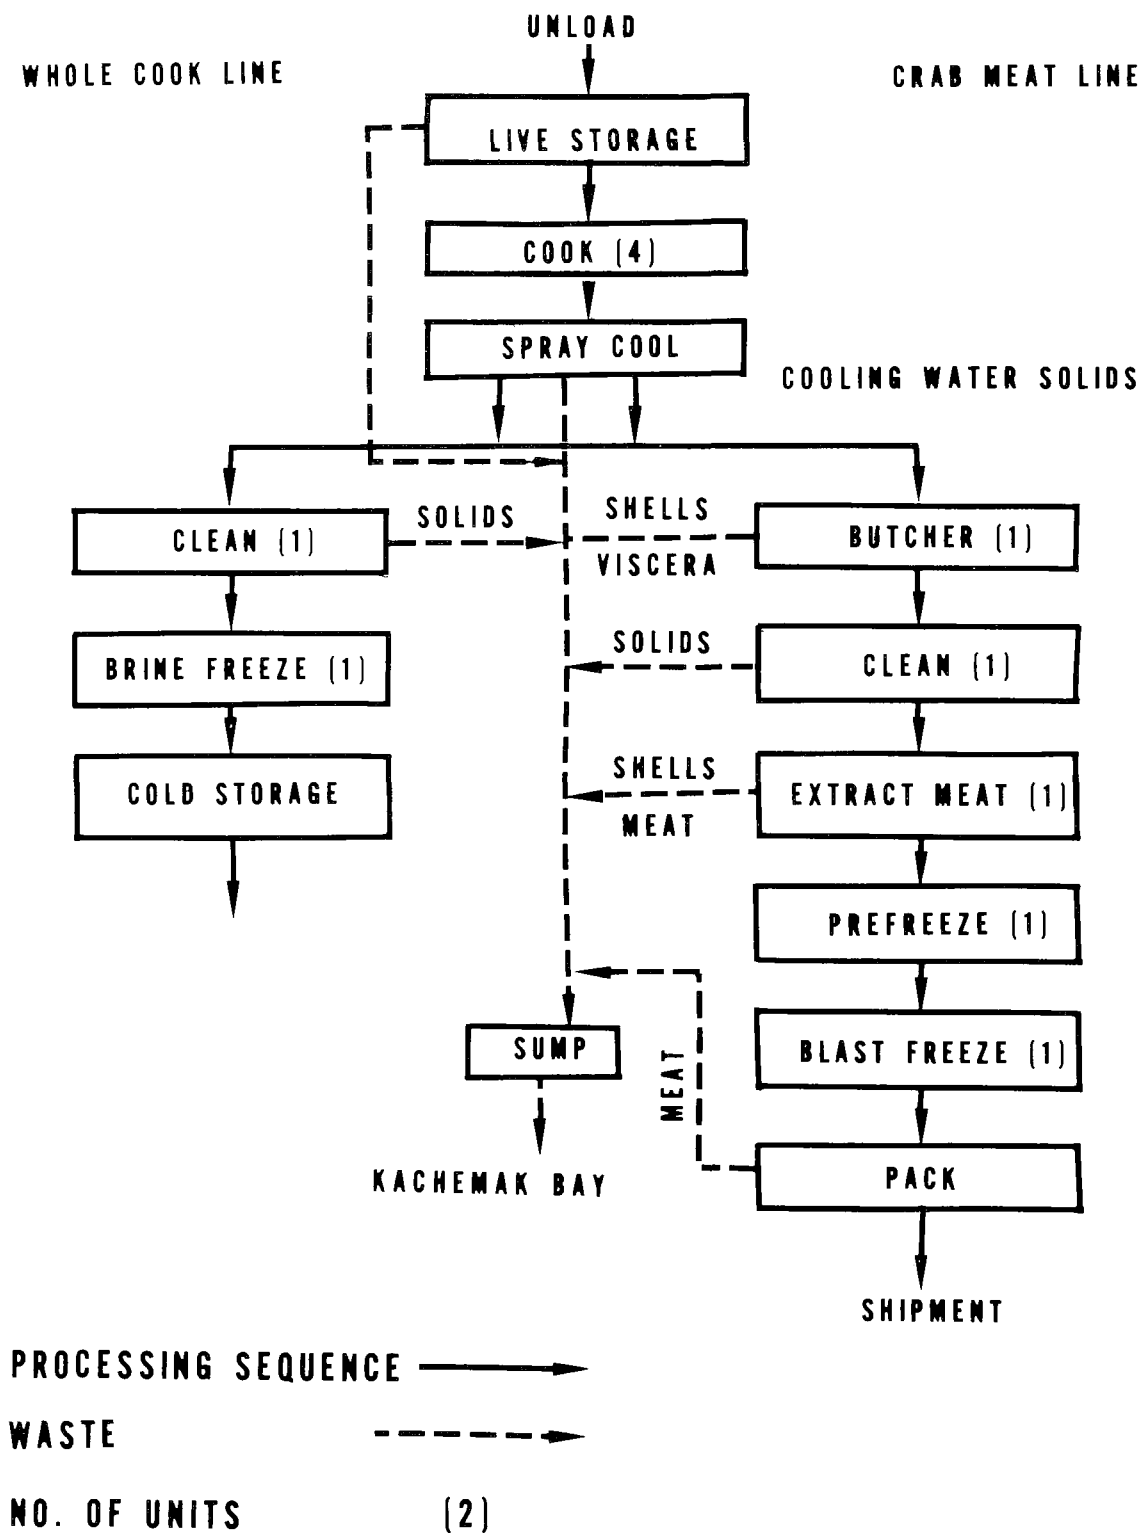 UNLOAD
WHOLE COOK LINE
CRAB MEAT LINE
LIVE STORAGE
COOK (4)
SPRAY COOL
COOLING WATER SOLIDS
CLEAN (1)
SOLIDS
SHELLS
VISCERA
BUTCHER (1)
BRINE FREEZE (1)
SOLIDS
CLEAN (1)
COLD STORAGE
SHELLS
MEAT
EXTRACT MEAT (1)
PREFREEZE (1)
SUMP
MEAT
BLAST FREEZE (1)
KACHEMAK BAY
PACK
SHIPMENT
PROCESSING SEQUENCE
WASTE
NO. OF UNITS (2)